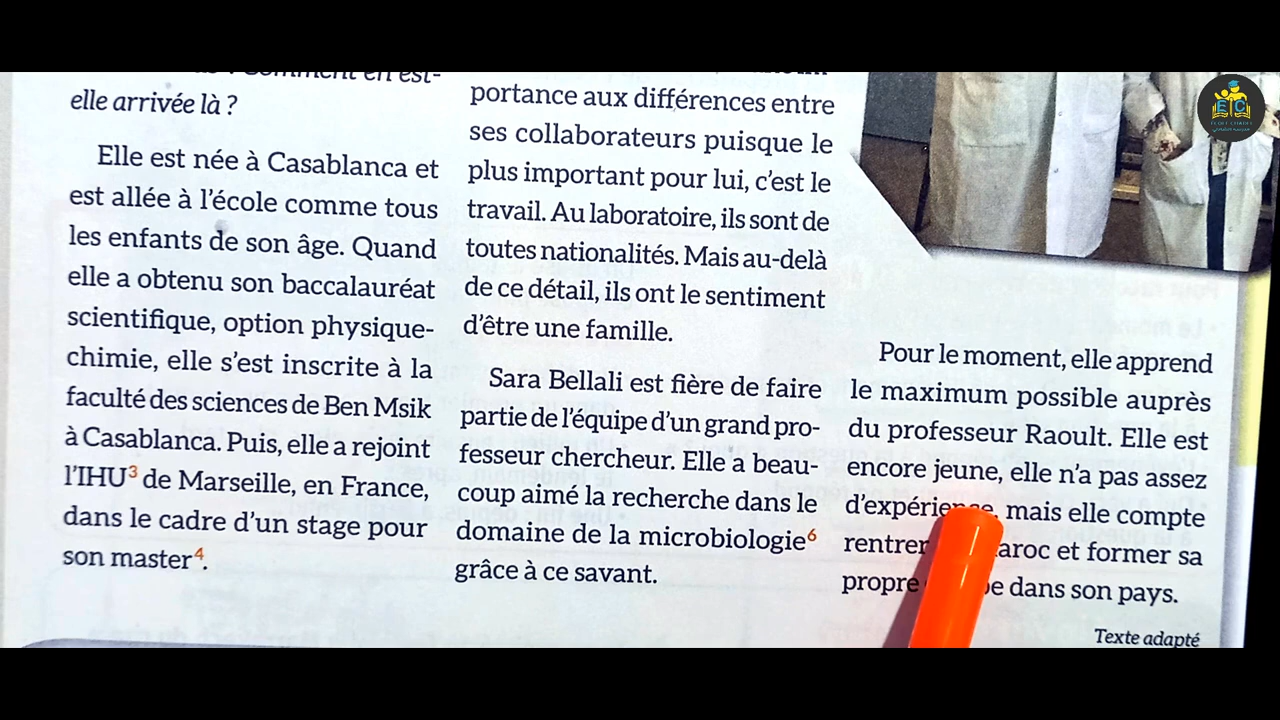 Comment en est-
elle arrivée là ?
Elle est née à Casablanca et
est allée à l'école comme tous
les enfants de son âge. Quand
elle a obtenu son baccalauréat
scientifique, option physique-
chimie, elle s'est inscrite à la
faculté des sciences de Ben Msik
à Casablanca. Puis, elle a rejoint
l'IHU³ de Marseille, en France,
dans le cadre d'un stage pour
son master⁴.
portance aux différences entre
ses collaborateurs puisque le
plus important pour lui, c'est le
travail. Au laboratoire, ils sont de
toutes nationalités. Mais au-delà
de ce détail, ils ont le sentiment
d'être une famille.
Sara Bellali est fière de faire
partie de l'équipe d'un grand pro-
fesseur chercheur. Elle a beau-
coup aimé la recherche dans le
domaine de la microbiologie⁶
grâce à ce savant.
Pour le moment, elle apprend
le maximum possible auprès
du professeur Raoult. Elle est
encore jeune, elle n'a pas assez
d'expérience, mais elle compte
rentrer et former sa
propre dans son pays.
Texte adapté
E C